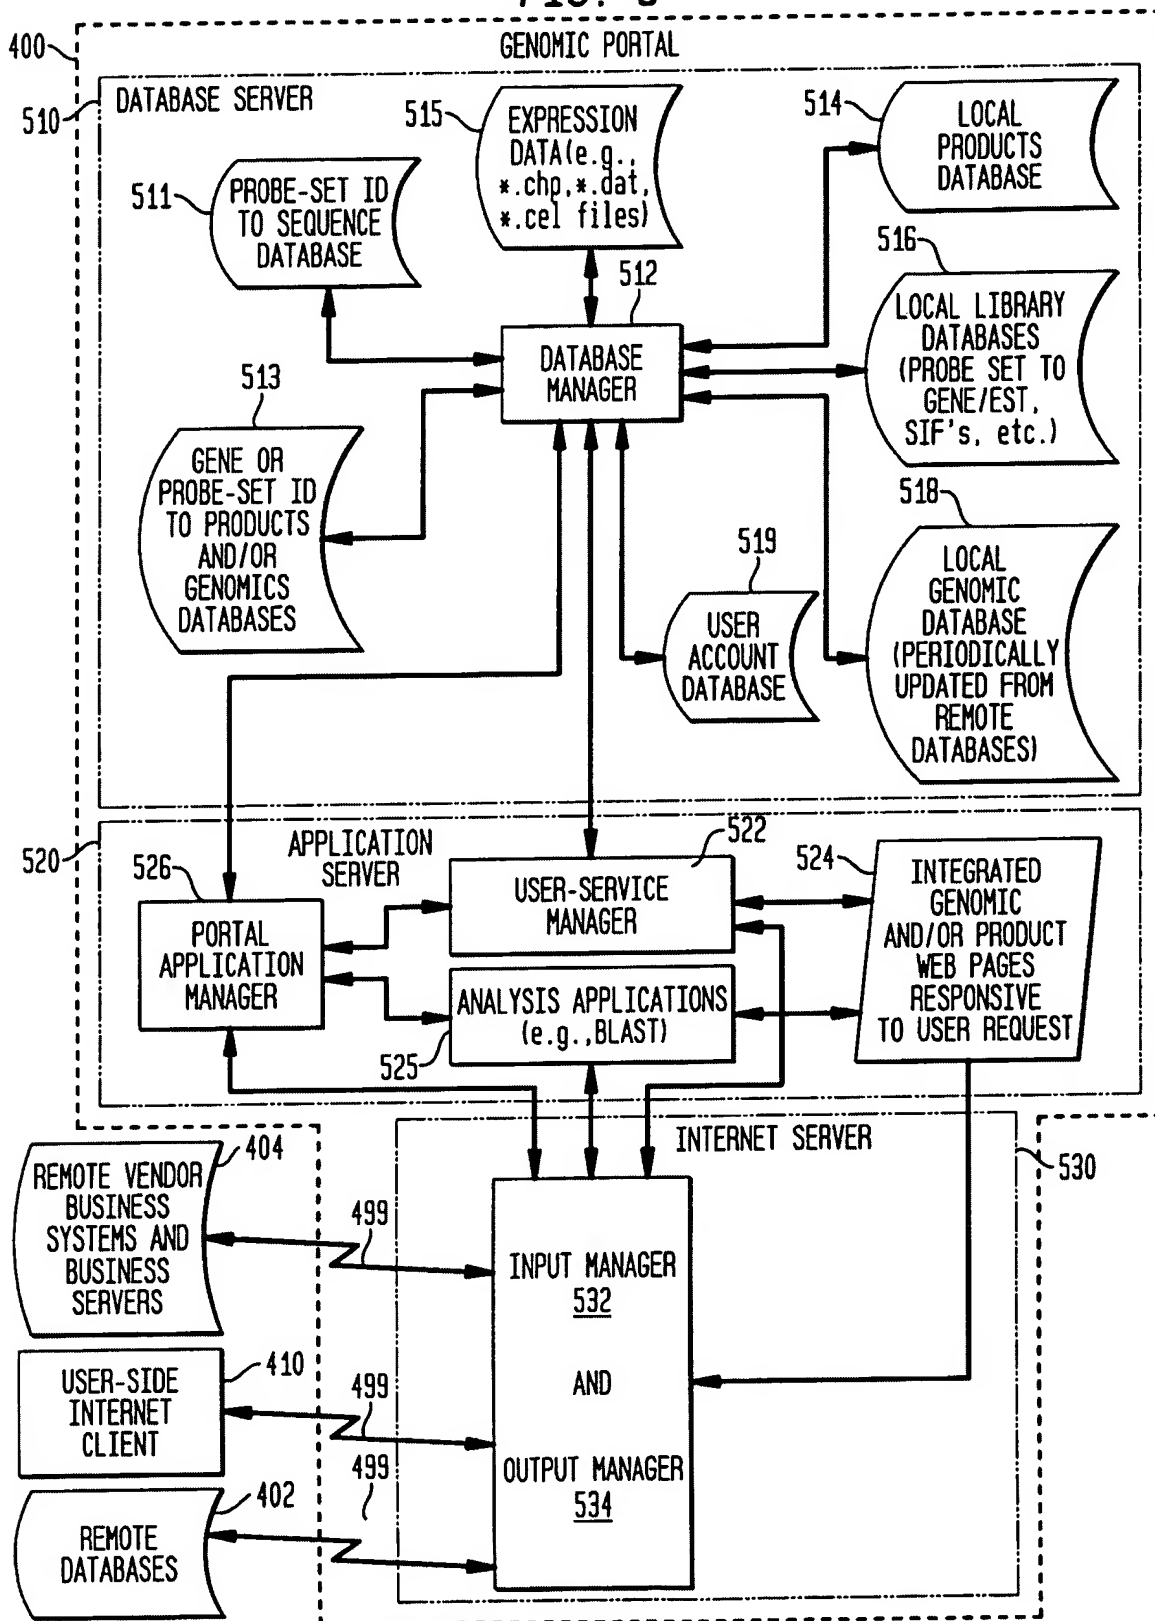 400
GENOMIC PORTAL
510
DATABASE SERVER
515
EXPRESSION
DATA(e.g.,
*.chp,*.dat,
*.cel files)
514
LOCAL
PRODUCTS
DATABASE
511
PROBE-SET ID
TO SEQUENCE
DATABASE
516
LOCAL LIBRARY
DATABASES
(PROBE SET TO
GENE/EST,
SIF's, etc.)
512
DATABASE
MANAGER
513
GENE OR
PROBE-SET ID
TO PRODUCTS
AND/OR
GENOMICS
DATABASES
518
LOCAL
GENOMIC
DATABASE
(PERIODICALLY
UPDATED FROM
REMOTE
DATABASES)
519
USER
ACCOUNT
DATABASE
520
APPLICATION
SERVER
526
PORTAL
APPLICATION
MANAGER
522
USER-SERVICE
MANAGER
524
INTEGRATED
GENOMIC
AND/OR PRODUCT
WEB PAGES
RESPONSIVE
TO USER REQUEST
ANALYSIS APPLICATIONS
(e.g.,BLAST)
525
INTERNET SERVER
530
404
REMOTE VENDOR
BUSINESS
SYSTEMS AND
BUSINESS
SERVERS
499
INPUT MANAGER
532
AND
OUTPUT MANAGER
534
410
USER-SIDE
INTERNET
CLIENT
499
499
402
REMOTE
DATABASES